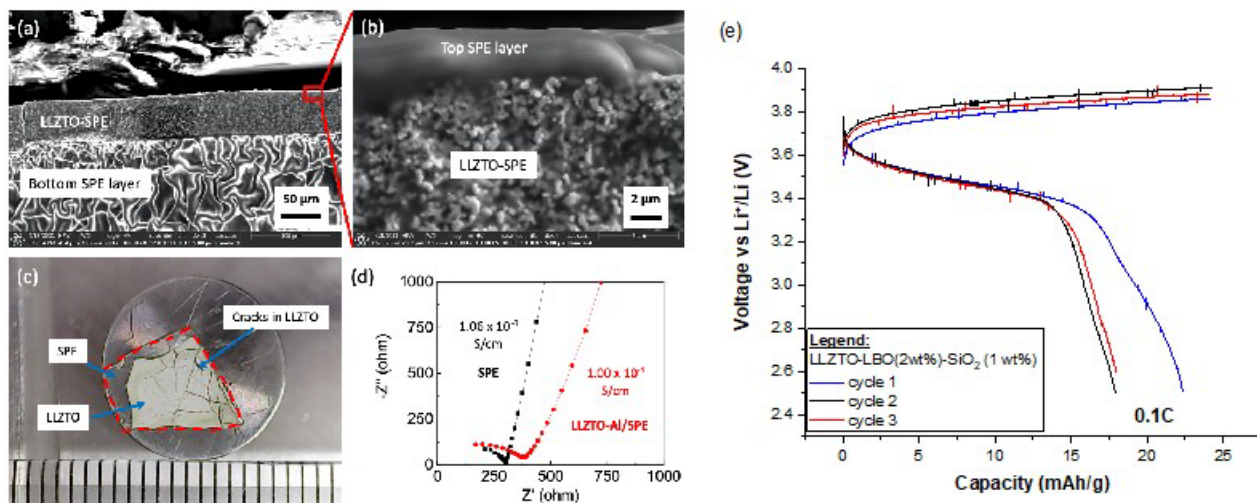 (a)
LLZTO-SPE
Bottom SPE layer
50 μm
(b)
Top SPE layer
LLZTO-SPE
2 μm
(c)
Cracks in LLZTO
SPE
LLZTO
(d)
1000
750
500
250
0
-Z" (ohm)
1.06 x 10⁻⁴
S/cm
SPE
1.00 x 10⁻⁴
S/cm
LLZTO-Al/SPE
0 250 500 750 1000
Z' (ohm)
(e)
4.0
3.8
3.6
3.4
3.2
3.0
2.8
2.6
2.4
Voltage vs Li⁺/Li (V)
Legend:
LLZTO-LBO(2wt%)-SiO₂ (1 wt%)
cycle 1
cycle 2
cycle 3
0.1C
0 5 10 15 20 25
Capacity (mAh/g)